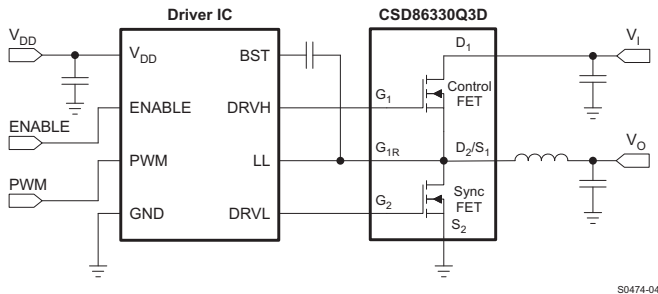 Driver IC
CSD86330Q3D
V_DD
V_DD
BST
D_1
V_I
ENABLE
DRVH
G_1
Control
FET
ENABLE
PWM
LL
G_1R
D_2/S_1
V_O
PWM
GND
DRVL
G_2
Sync
FET
S_2
S0474-04